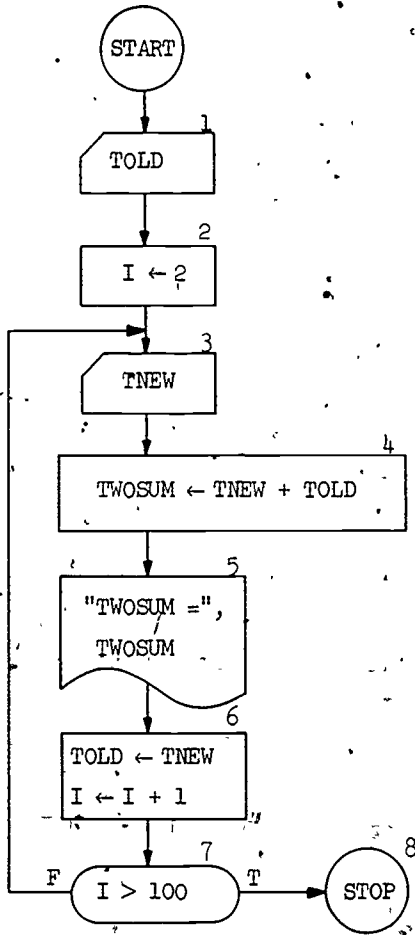 START
1
TOLD
2
I ← 2
3
TNEW
4
TWOSUM ← TNEW + TOLD
5
"TWOSUM =",
TWOSUM
6
TOLD ← TNEW
I ← I + 1
7
F
I > 100
T
8
STOP